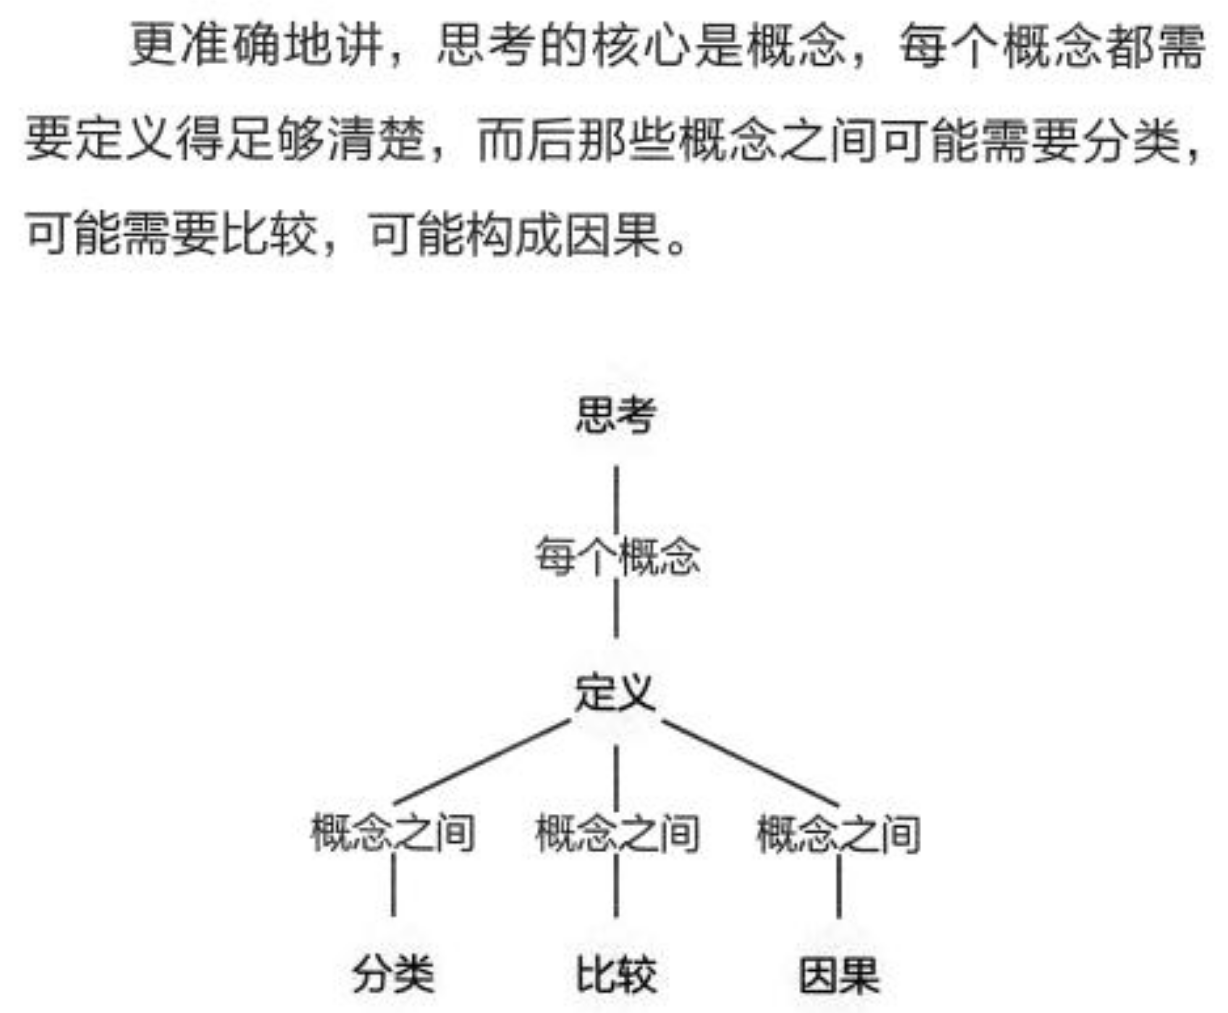 更准确地讲，思考的核心是概念，每个概念都需
要定义得足够清楚，而后那些概念之间可能需要分类，
可能需要比较，可能构成因果。
思考
每个概念
定义
概念之间 概念之间 概念之间
分类 比较 因果